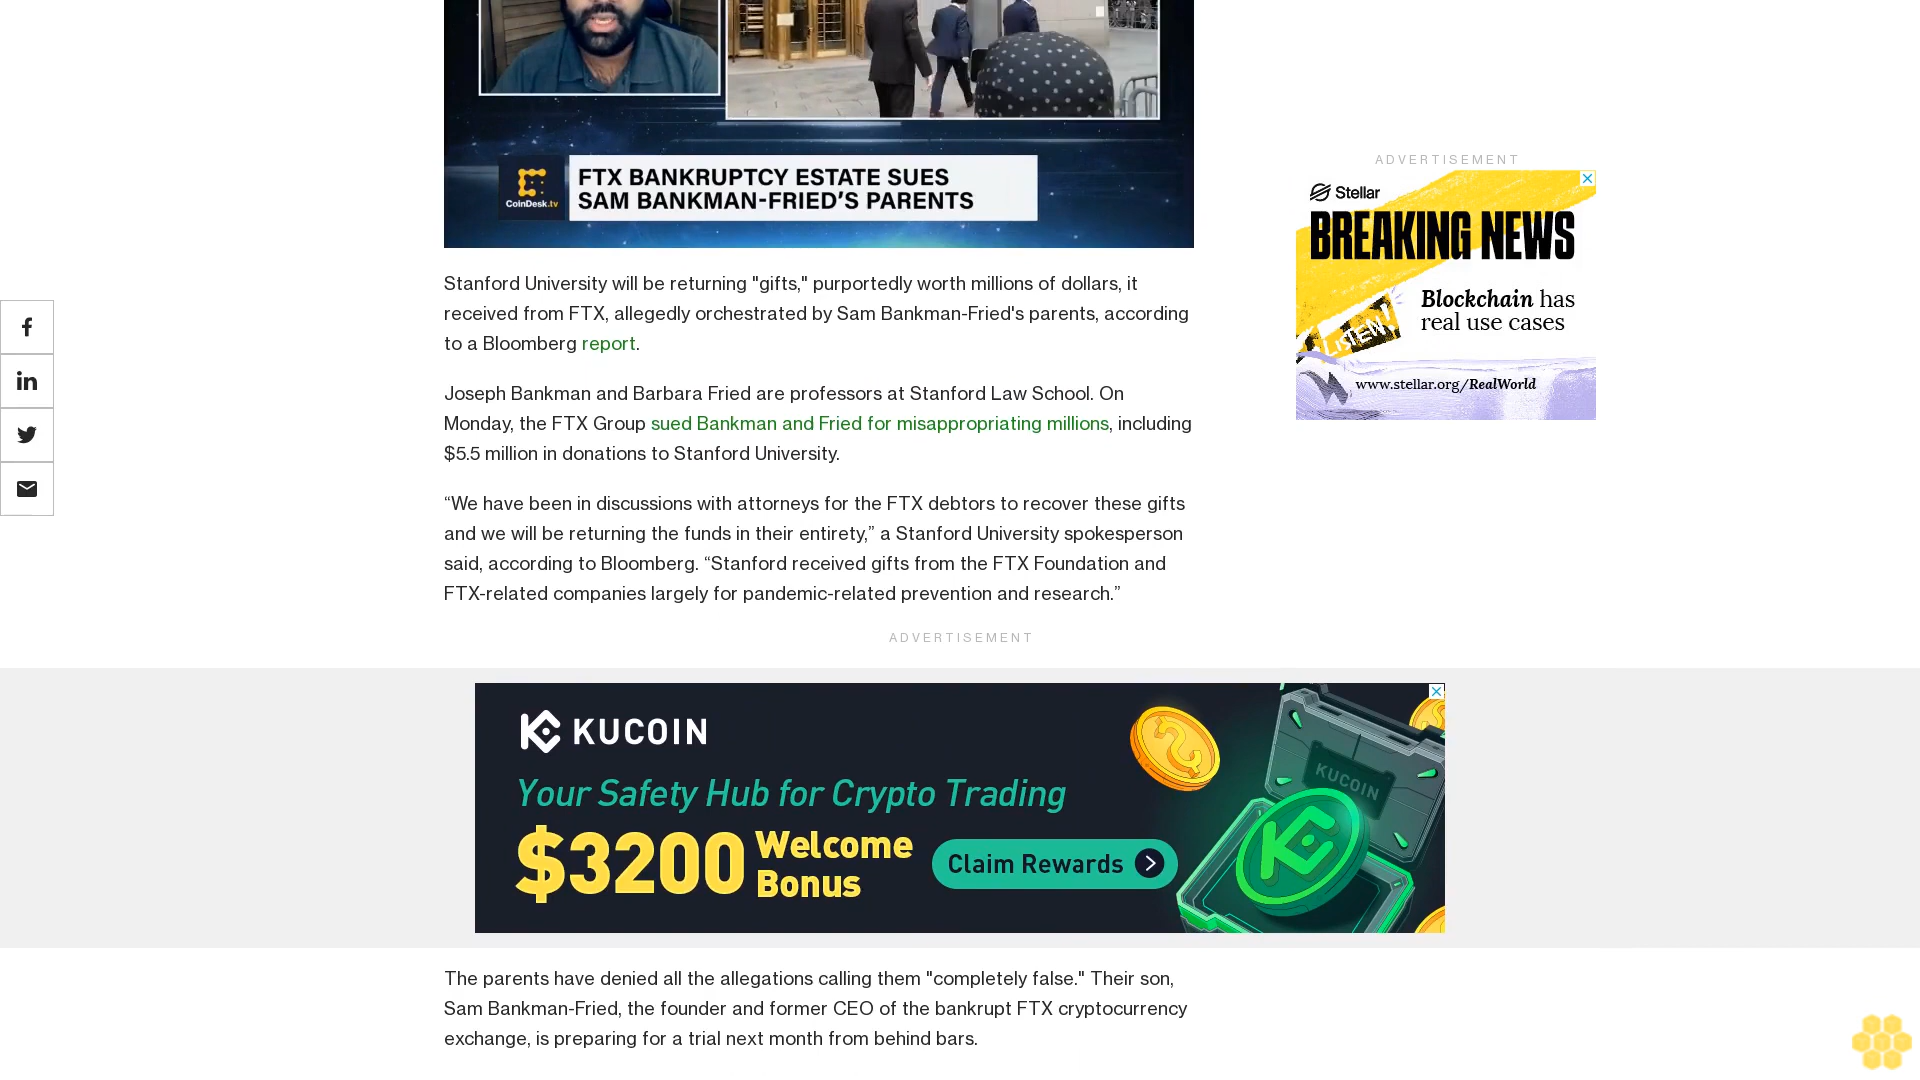 CoinDesk.tv
FTX BANKRUPTCY ESTATE SUES
SAM BANKMAN-FRIED'S PARENTS
Stanford University will be returning "gifts," purportedly worth millions of dollars, it
received from FTX, allegedly orchestrated by Sam Bankman-Fried's parents, according
to a Bloomberg report.
Joseph Bankman and Barbara Fried are professors at Stanford Law School. On
Monday, the FTX Group sued Bankman and Fried for misappropriating millions, including
$5.5 million in donations to Stanford University.
“We have been in discussions with attorneys for the FTX debtors to recover these gifts
and we will be returning the funds in their entirety,” a Stanford University spokesperson
said, according to Bloomberg. “Stanford received gifts from the FTX Foundation and
FTX-related companies largely for pandemic-related prevention and research.”
ADVERTISEMENT
Stellar
BREAKING NEWS
Blockchain has
real use cases
LISTEN!
www.stellar.org/RealWorld
ADVERTISEMENT
KUCOIN
Your Safety Hub for Crypto Trading
$3200 Welcome
Bonus
Claim Rewards
KUCOIN
The parents have denied all the allegations calling them "completely false." Their son,
Sam Bankman-Fried, the founder and former CEO of the bankrupt FTX cryptocurrency
exchange, is preparing for a trial next month from behind bars.